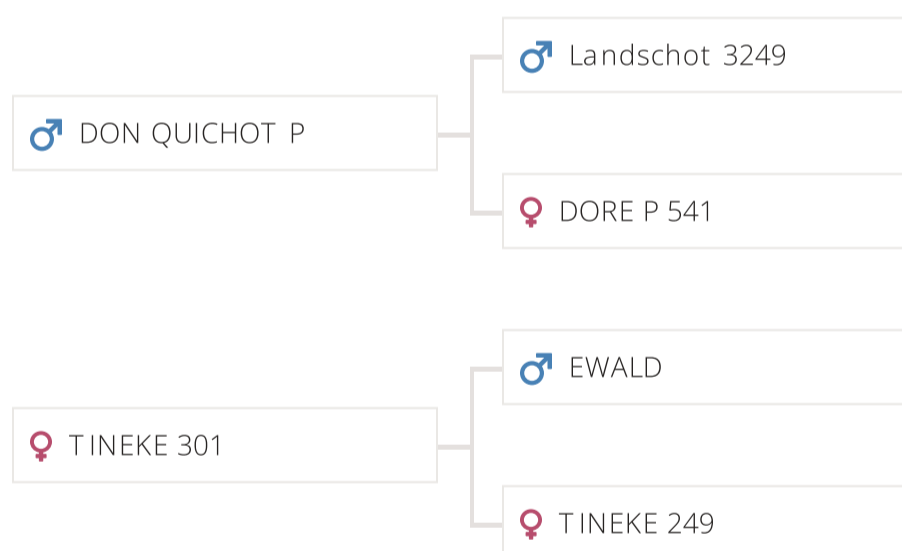 Landschot 3249
DON QUICHOT P
DORE P 541
EWALD
TINEKE 301
TINEKE 249